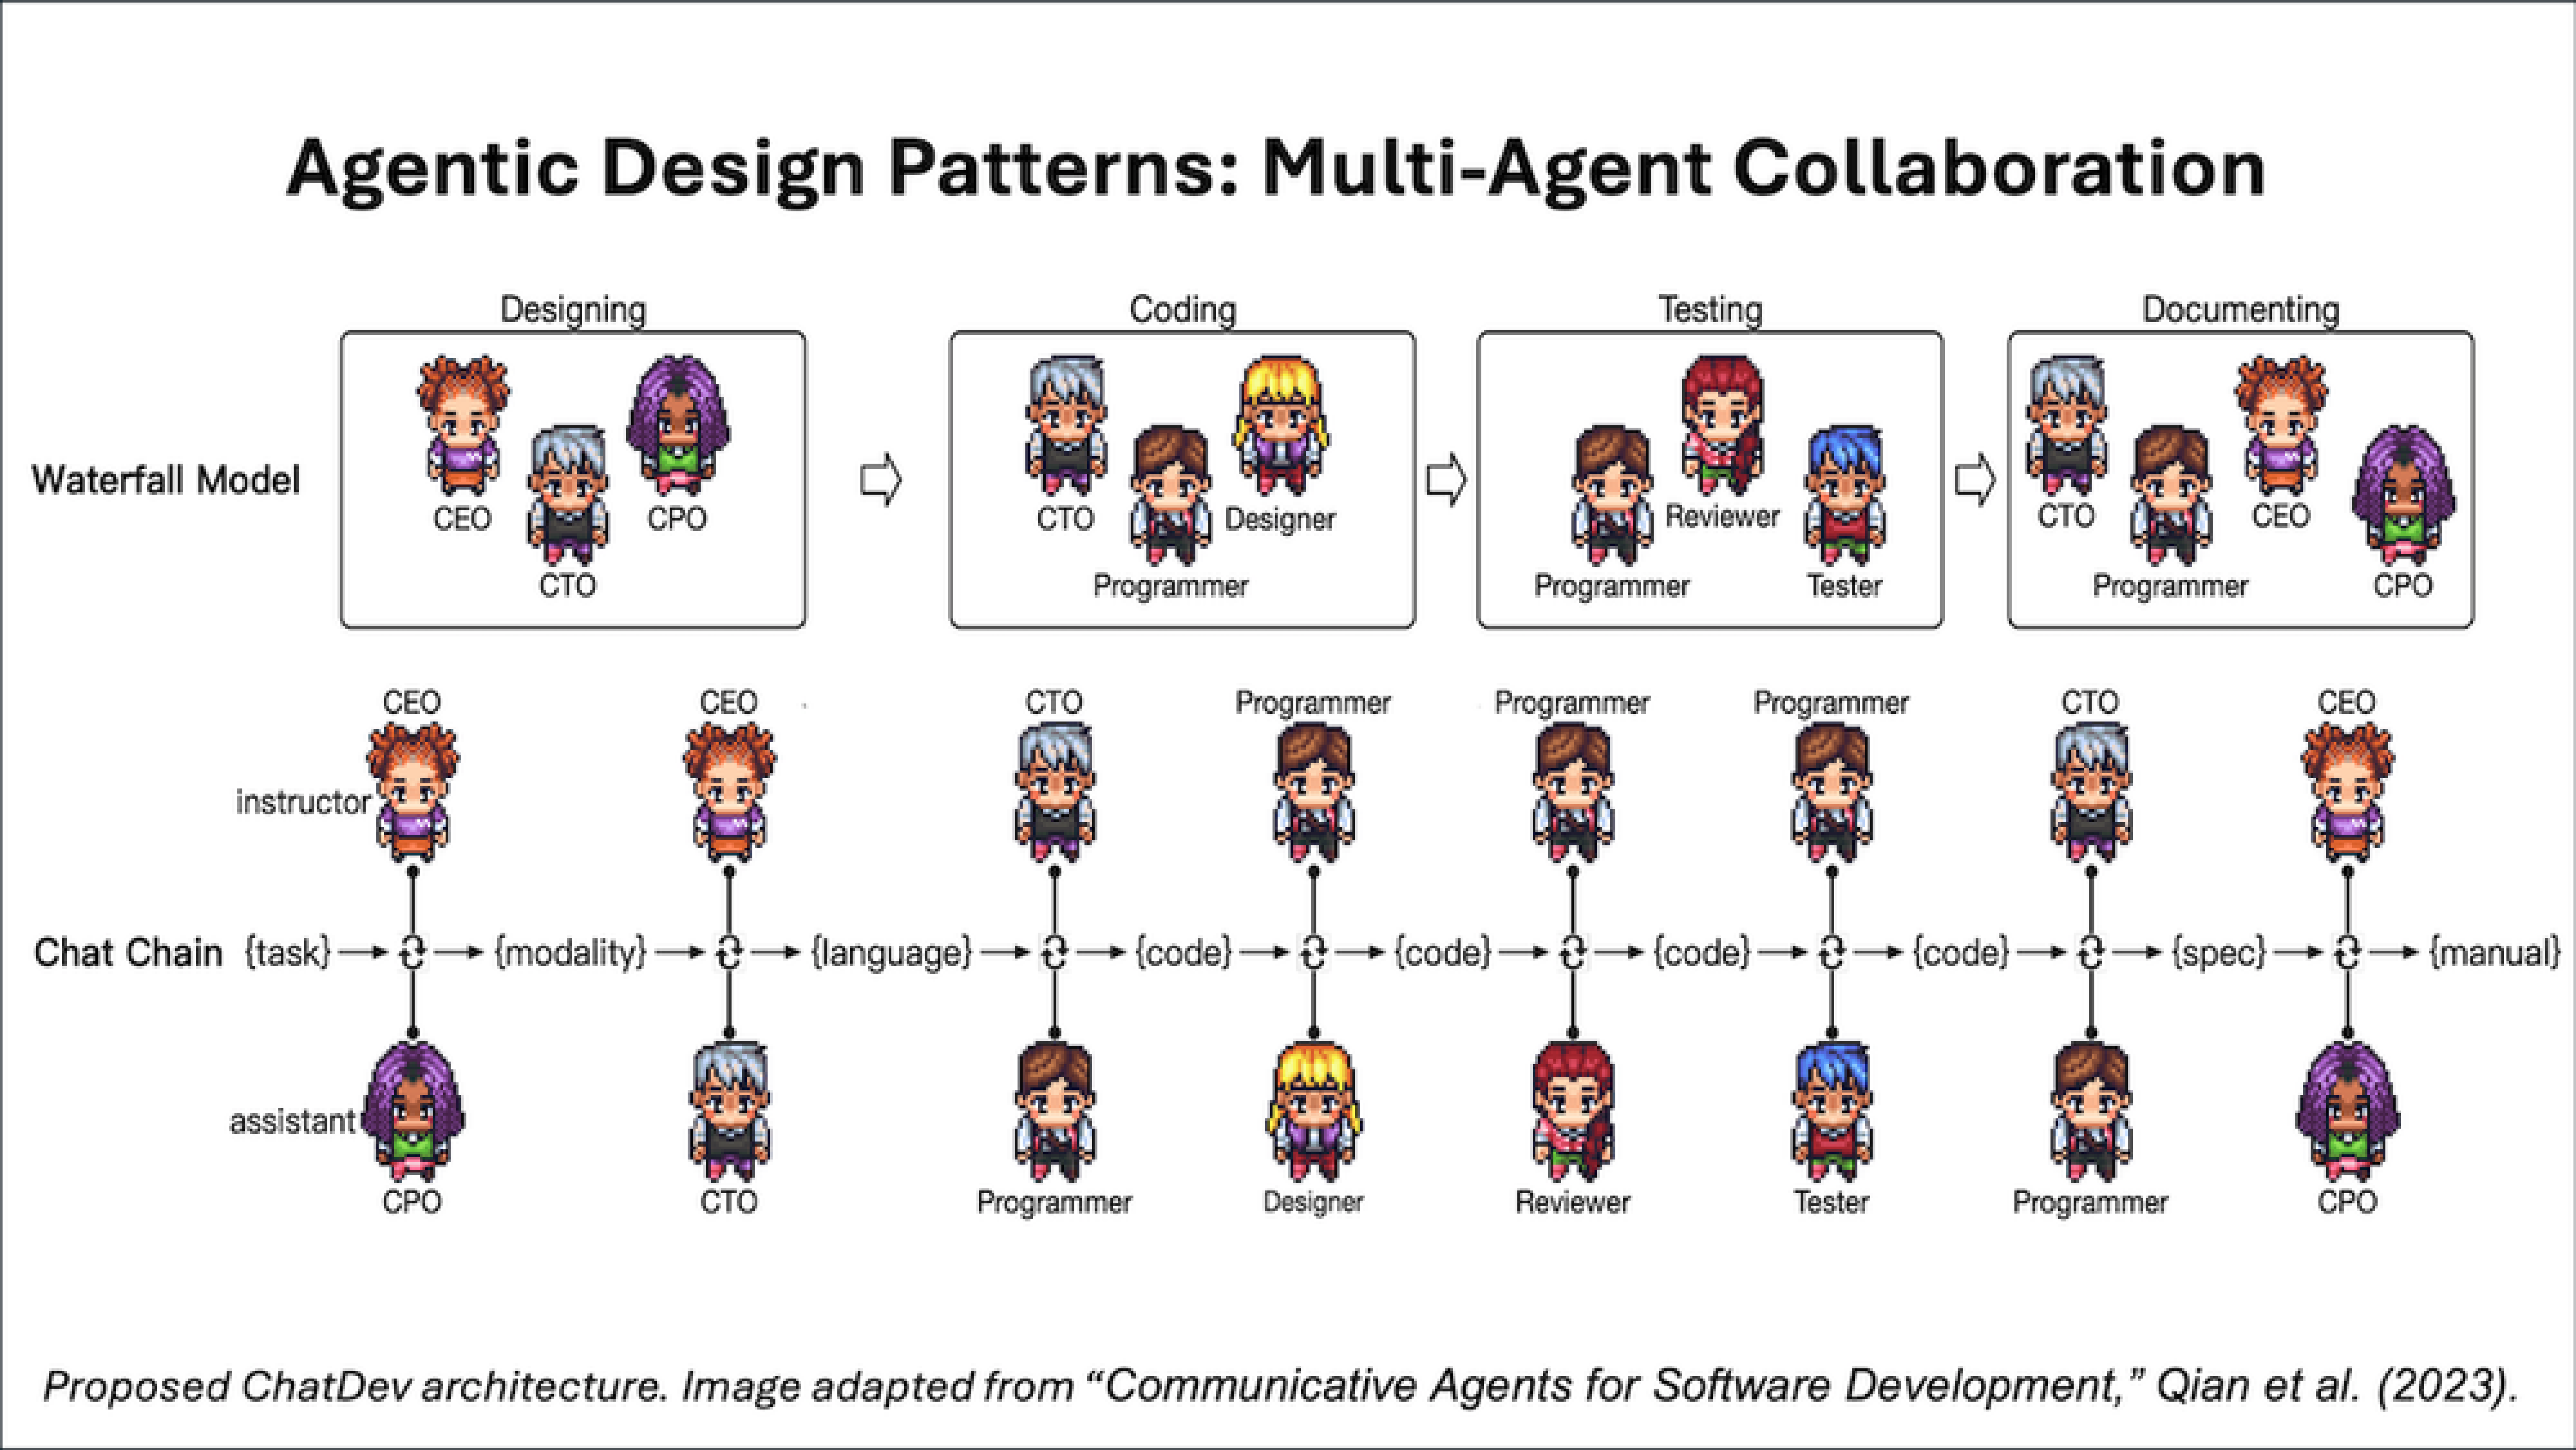 Agentic Design Patterns: Multi-Agent Collaboration
Designing
Coding
Testing
Documenting
Waterfall Model
CEO
CPO
CTO
CTO
Designer
Programmer
Reviewer
Programmer
Tester
CTO
CEO
Programmer
CPO
CEO
CEO
CTO
Programmer
Programmer
Programmer
CTO
CEO
instructor
Chat Chain {task} {modality} {language} {code} {code} {code} {code} {spec} {manual}
assistant
CPO
CTO
Programmer
Designer
Reviewer
Tester
Programmer
CPO
Proposed ChatDev architecture. Image adapted from “Communicative Agents for Software Development,” Qian et al. (2023).